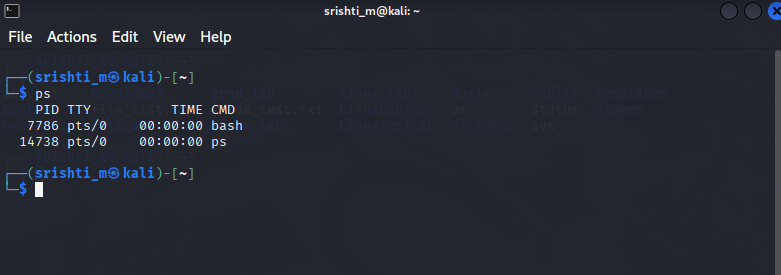 srishti_m@kali: ~
File Actions Edit View Help
┌──(srishti_m㉿kali)-[~]
└─$ ps
PID TTY TIME CMD
7786 pts/0 00:00:00 bash
14738 pts/0 00:00:00 ps
┌──(srishti_m㉿kali)-[~]
└─$